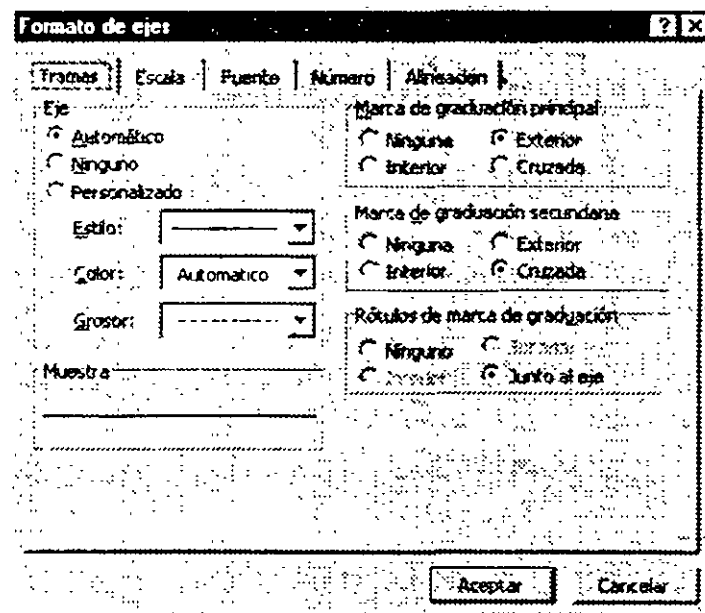 Formato de ejes
Tramas Escala Fuente Número Alineación
Eje
Automático
Ninguno
Personalizado
Estilo:
Color: Automático
Grosor:
Muestra
Marca de graduación principal
Ninguna Exterior
Interior Cruzada
Marca de graduación secundaria
Ninguna Exterior
Interior Cruzada
Rótulos de marca de graduación
Ninguno
Junto al eje
Aceptar Cancelar